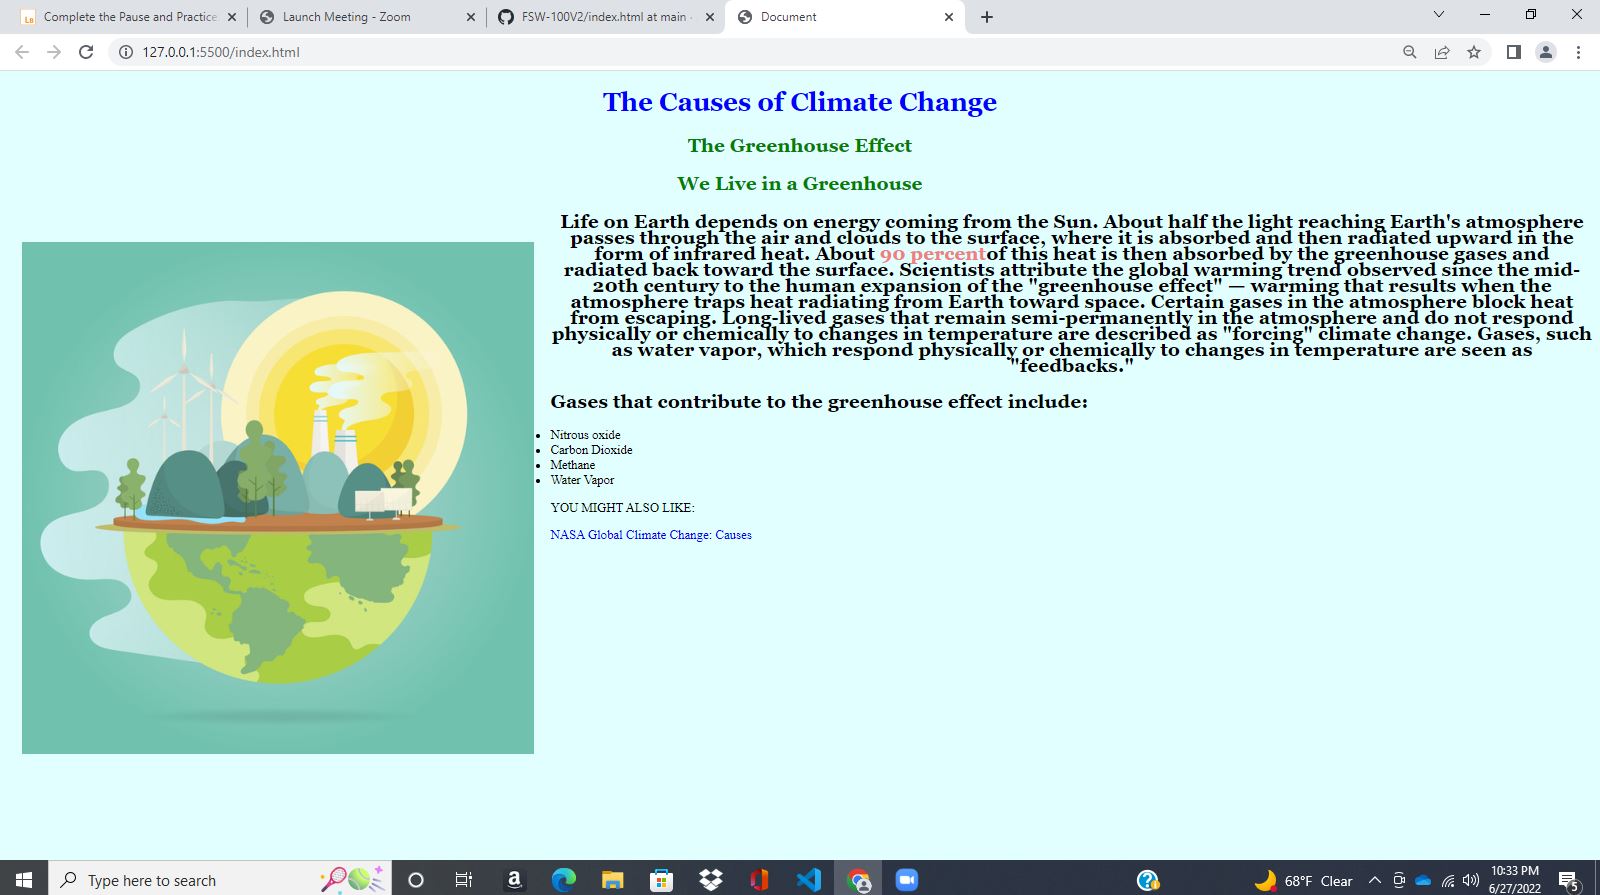 Complete the Pause and Practice
Launch Meeting - Zoom
FSW-100V2/index.html at main
Document
127.0.0.1:5500/index.html
The Causes of Climate Change
The Greenhouse Effect
We Live in a Greenhouse
Life on Earth depends on energy coming from the Sun. About half the light reaching Earth's atmosphere
passes through the air and clouds to the surface, where it is absorbed and then radiated upward in the
form of infrared heat. About 90 percentof this heat is then absorbed by the greenhouse gases and
radiated back toward the surface. Scientists attribute the global warming trend observed since the mid-
20th century to the human expansion of the "greenhouse effect" — warming that results when the
atmosphere traps heat radiating from Earth toward space. Certain gases in the atmosphere block heat
from escaping. Long-lived gases that remain semi-permanently in the atmosphere and do not respond
physically or chemically to changes in temperature are described as "forcing" climate change. Gases, such
as water vapor, which respond physically or chemically to changes in temperature are seen as
"feedbacks."
Gases that contribute to the greenhouse effect include:
• Nitrous oxide
• Carbon Dioxide
• Methane
• Water Vapor
YOU MIGHT ALSO LIKE:
NASA Global Climate Change: Causes
Type here to search
68°F Clear
10:33 PM
6/27/2022
5